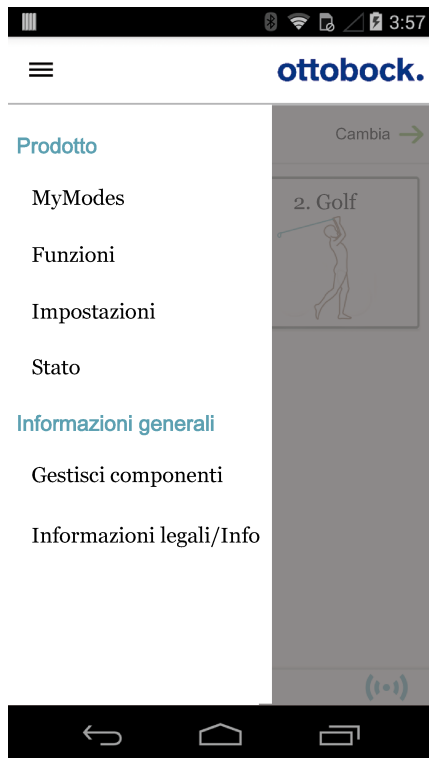 3:57
ottobock.
Cambia
Prodotto
MyModes
2. Golf
Funzioni
Impostazioni
Stato
Informazioni generali
Gestisci componenti
Informazioni legali/Info